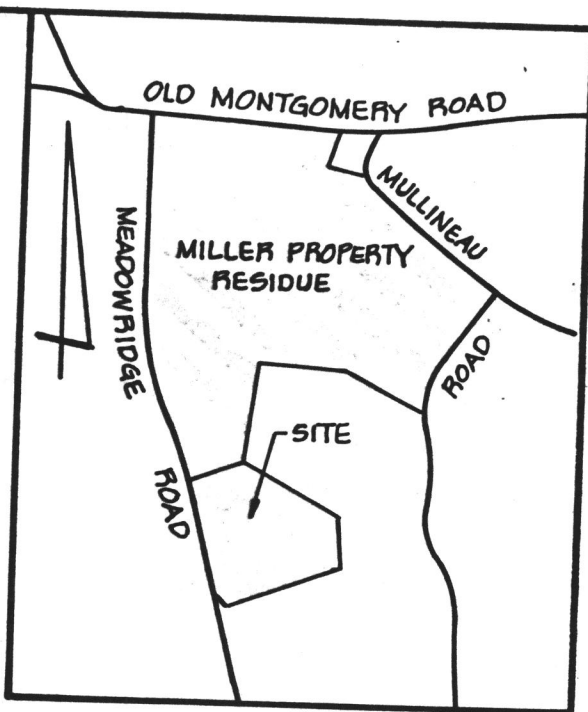 OLD MONTGOMERY ROAD
MULLINEAU
ROAD
MEADOWRIDGE
ROAD
MILLER PROPERTY
RESIDUE
SITE